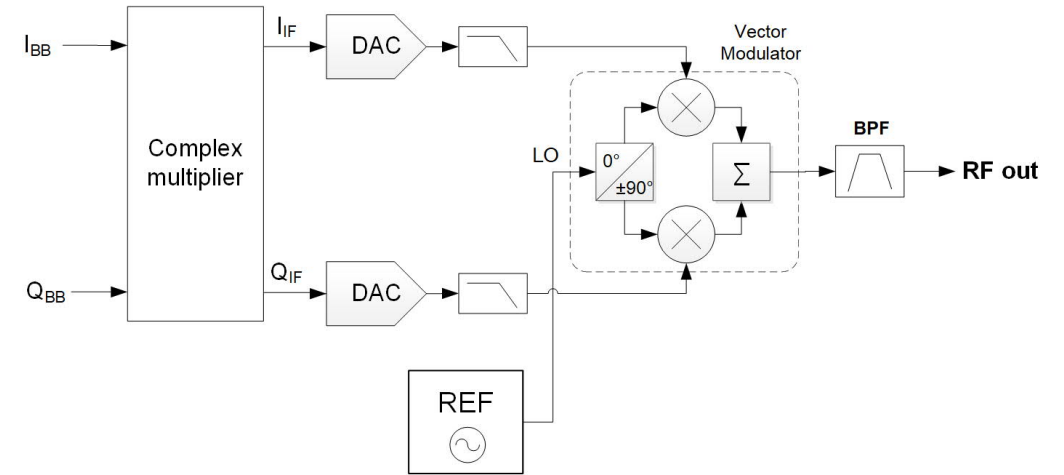 I_BB
Q_BB
Complex
multiplier
I_IF
DAC
Q_IF
DAC
REF
LO
Vector
Modulator
0°
±90°
Σ
BPF
RF out